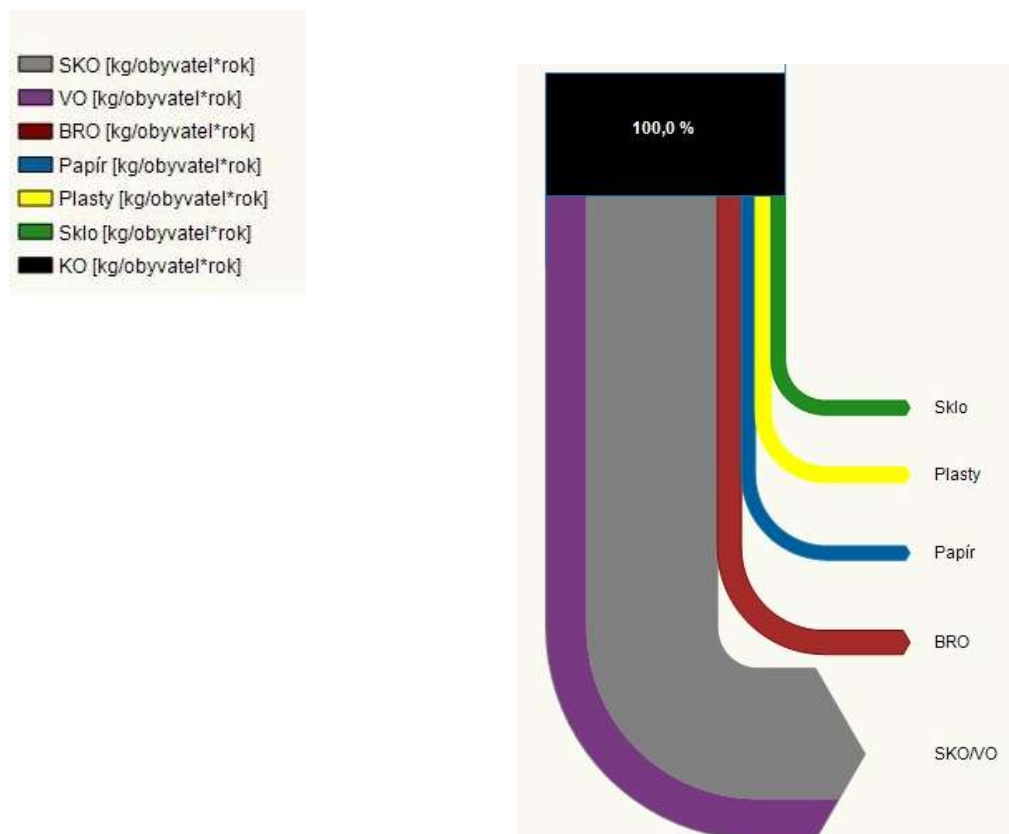 SKO [kg/obyvatel*rok]
VO [kg/obyvatel*rok]
BRO [kg/obyvatel*rok]
Papír [kg/obyvatel*rok]
Plasty [kg/obyvatel*rok]
Sklo [kg/obyvatel*rok]
KO [kg/obyvatel*rok]
100,0 %
Sklo
Plasty
Papír
BRO
SKO/VO